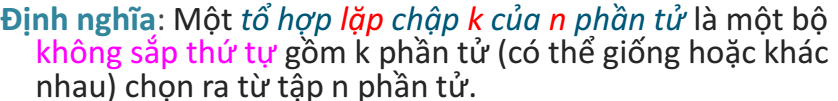 Định nghĩa: Một tổ hợp lặp chập k của n phần tử là một bộ
không sắp thứ tự gồm k phần tử (có thể giống hoặc khác
nhau) chọn ra từ tập n phần tử.